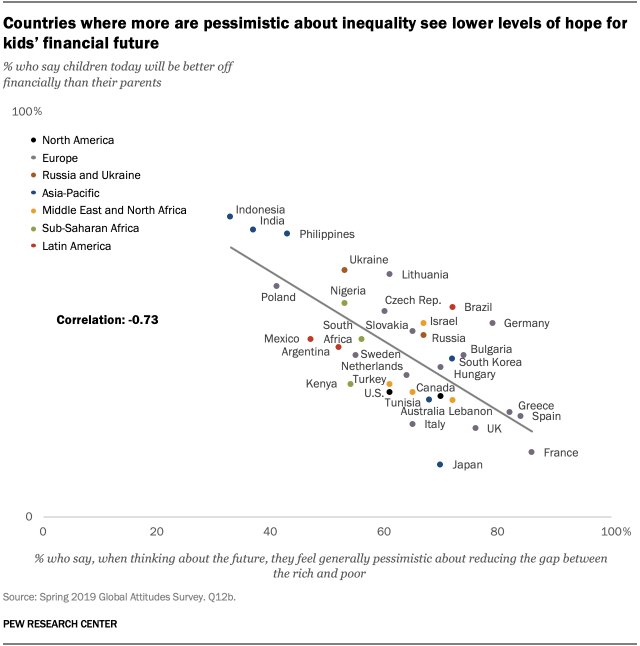 Countries where more are pessimistic about inequality see lower levels of hope for
kids’ financial future
% who say children today will be better off
financially than their parents
100%
North America
Europe
Russia and Ukraine
Asia-Pacific
Middle East and North Africa
Sub-Saharan Africa
Latin America
Indonesia
India
Philippines
Ukraine
Lithuania
Poland
Nigeria
Czech Rep.
Brazil
Correlation: -0.73
South
Africa
Slovakia
Israel
Germany
Mexico
Russia
Argentina
Sweden
Bulgaria
South Korea
Netherlands
Hungary
Kenya
Turkey
U.S.
Canada
Tunisia
Australia
Lebanon
Greece
Spain
Italy
UK
France
Japan
0
0
20
40
60
80
100%
% who say, when thinking about the future, they feel generally pessimistic about reducing the gap between
the rich and poor
Source: Spring 2019 Global Attitudes Survey. Q12b.
PEW RESEARCH CENTER